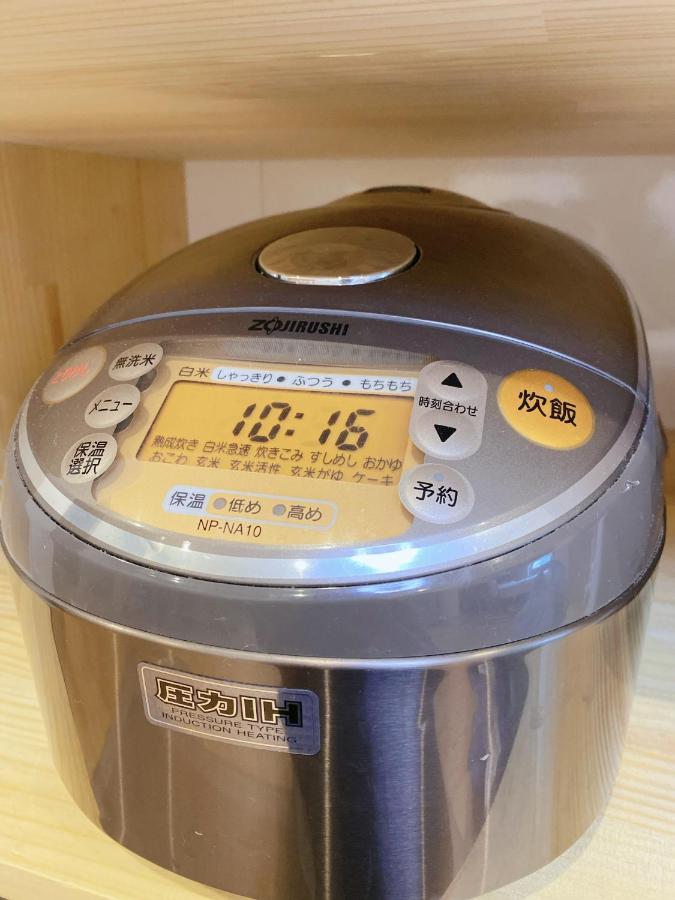 ZOJIRUSHI
とりけし
無洗米
メニュー
保温
選択
白米 しゃっきり● ふつう ● もちもち
10:16
熟成炊き 白米急速 炊きこみ すしめし おかゆ
おこわ 玄米 玄米活性 玄米がゆ ケーキ
保温 低め 高め
NP-NA10
▲
時刻合わせ
▼
炊飯
予約
圧力IH
PRESSURE TYPE
INDUCTION HEATING